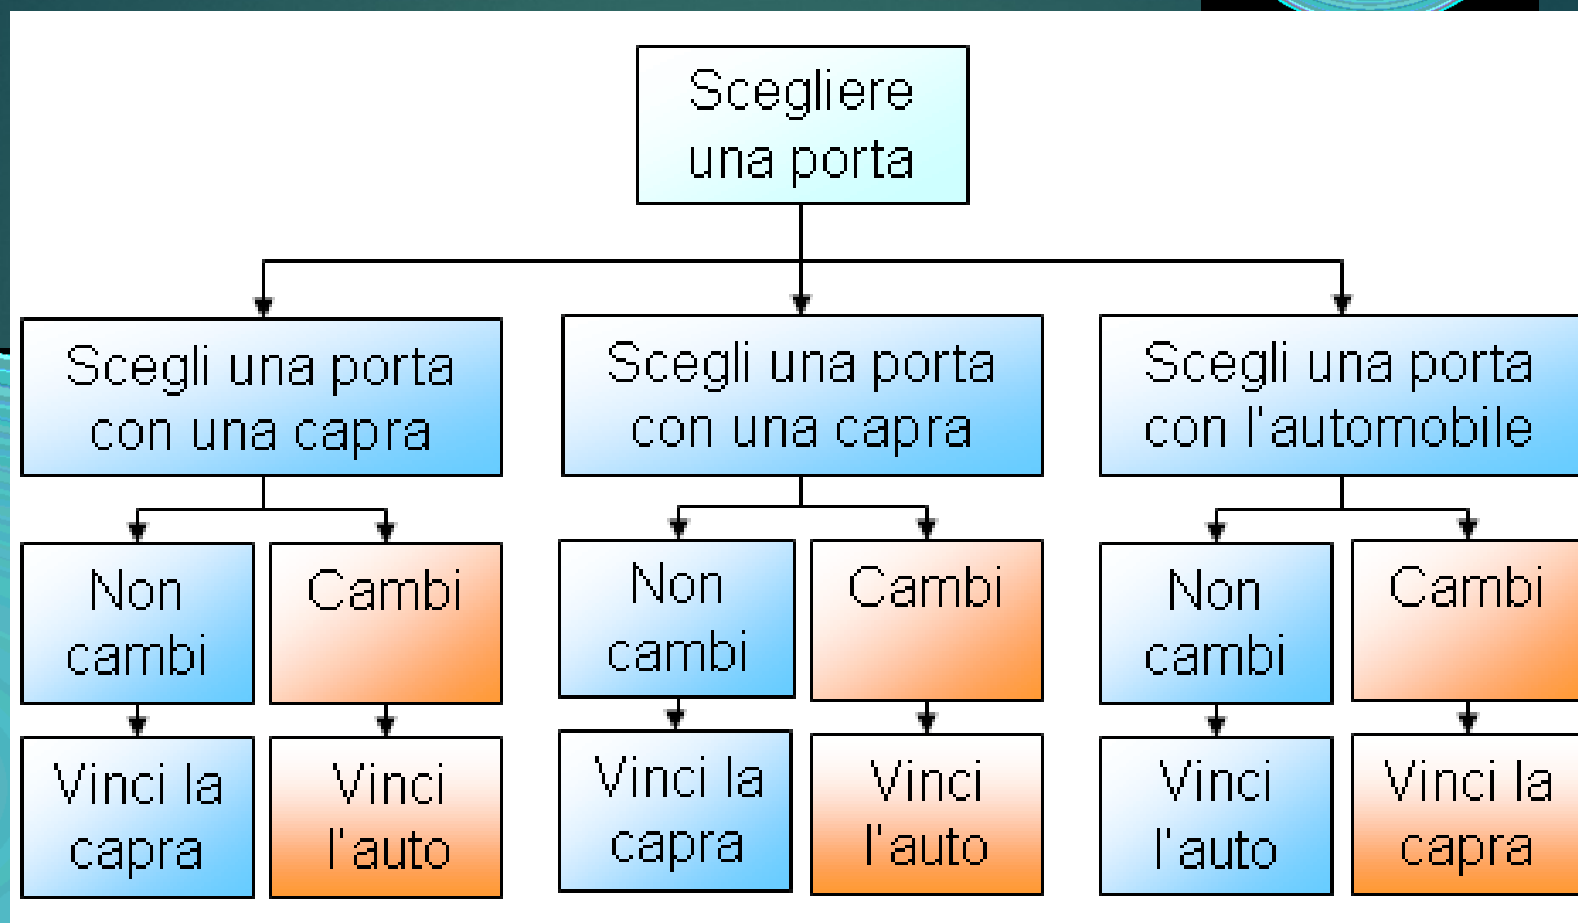 Scegliere
una porta
Scegli una porta
con una capra
Scegli una porta
con una capra
Scegli una porta
con l'automobile
Non
cambi
Cambi
Non
cambi
Cambi
Non
cambi
Cambi
Vinci la
capra
Vinci
l'auto
Vinci la
capra
Vinci
l'auto
Vinci
l'auto
Vinci la
capra